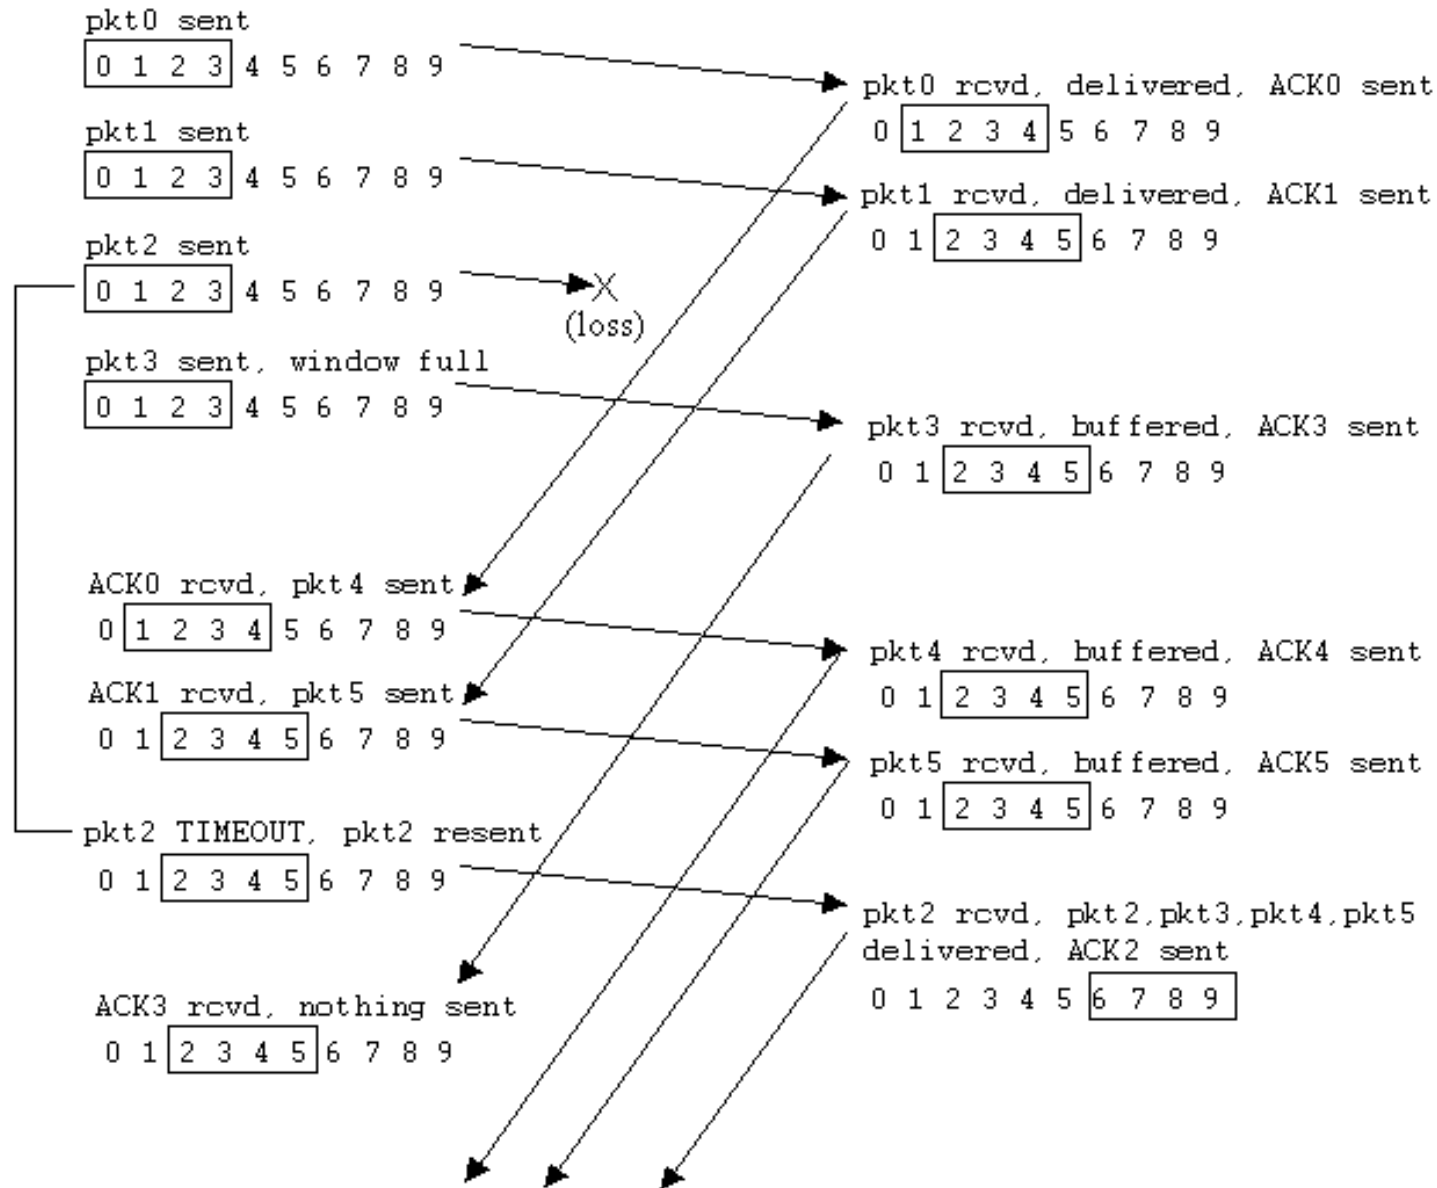 pkt0 sent
0 1 2 3 4 5 6 7 8 9
pkt0 rcvd, delivered, ACK0 sent
0 1 2 3 4 5 6 7 8 9
pkt1 sent
0 1 2 3 4 5 6 7 8 9
pkt1 rcvd, delivered, ACK1 sent
0 1 2 3 4 5 6 7 8 9
pkt2 sent
0 1 2 3 4 5 6 7 8 9
X
(loss)
pkt3 sent, window full
0 1 2 3 4 5 6 7 8 9
pkt3 rcvd, buffered, ACK3 sent
0 1 2 3 4 5 6 7 8 9
ACK0 rcvd, pkt4 sent
0 1 2 3 4 5 6 7 8 9
pkt4 rcvd, buffered, ACK4 sent
0 1 2 3 4 5 6 7 8 9
ACK1 rcvd, pkt5 sent
0 1 2 3 4 5 6 7 8 9
pkt5 rcvd, buffered, ACK5 sent
0 1 2 3 4 5 6 7 8 9
pkt2 TIMEOUT, pkt2 resent
0 1 2 3 4 5 6 7 8 9
pkt2 rcvd, pkt2,pkt3,pkt4,pkt5
delivered, ACK2 sent
0 1 2 3 4 5 6 7 8 9
ACK3 rcvd, nothing sent
0 1 2 3 4 5 6 7 8 9